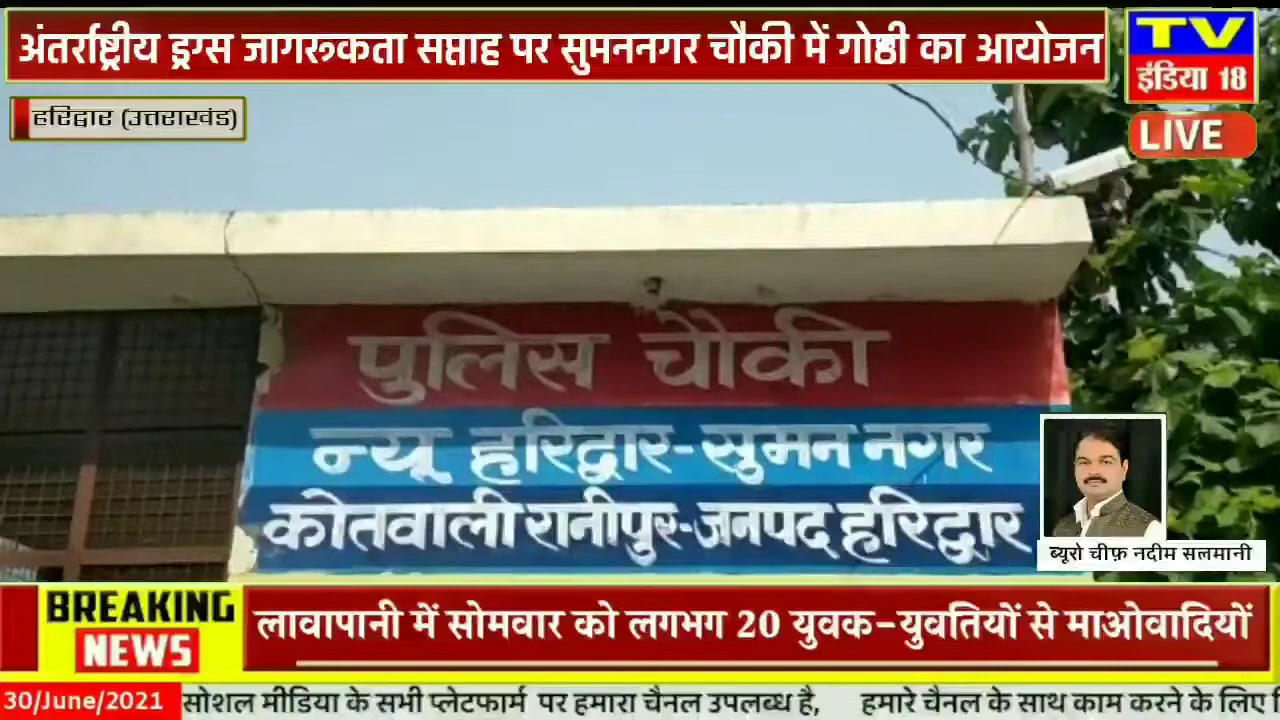 अंतर्राष्ट्रीय ड्रग्स जागरूकता सप्ताह पर सुमननगर चौकी में गोष्ठी का आयोजन
TV
इंडिया 18
हरिद्वार (उत्तराखंड)
LIVE
पुलिस चौकी
न्यू हरिद्वार-सुमन नगर
कोतवाली रानीपुर-जनपद हरिद्वार
ब्यूरो चीफ़ नदीम सलमानी
BREAKING
NEWS
लावापानी में सोमवार को लगभग 20 युवक-युवतियों से माओवादियों
30/June/2021
सोशल मीडिया के सभी प्लेटफार्म पर हमारा चैनल उपलब्ध है, हमारे चैनल के साथ काम करने के लिए